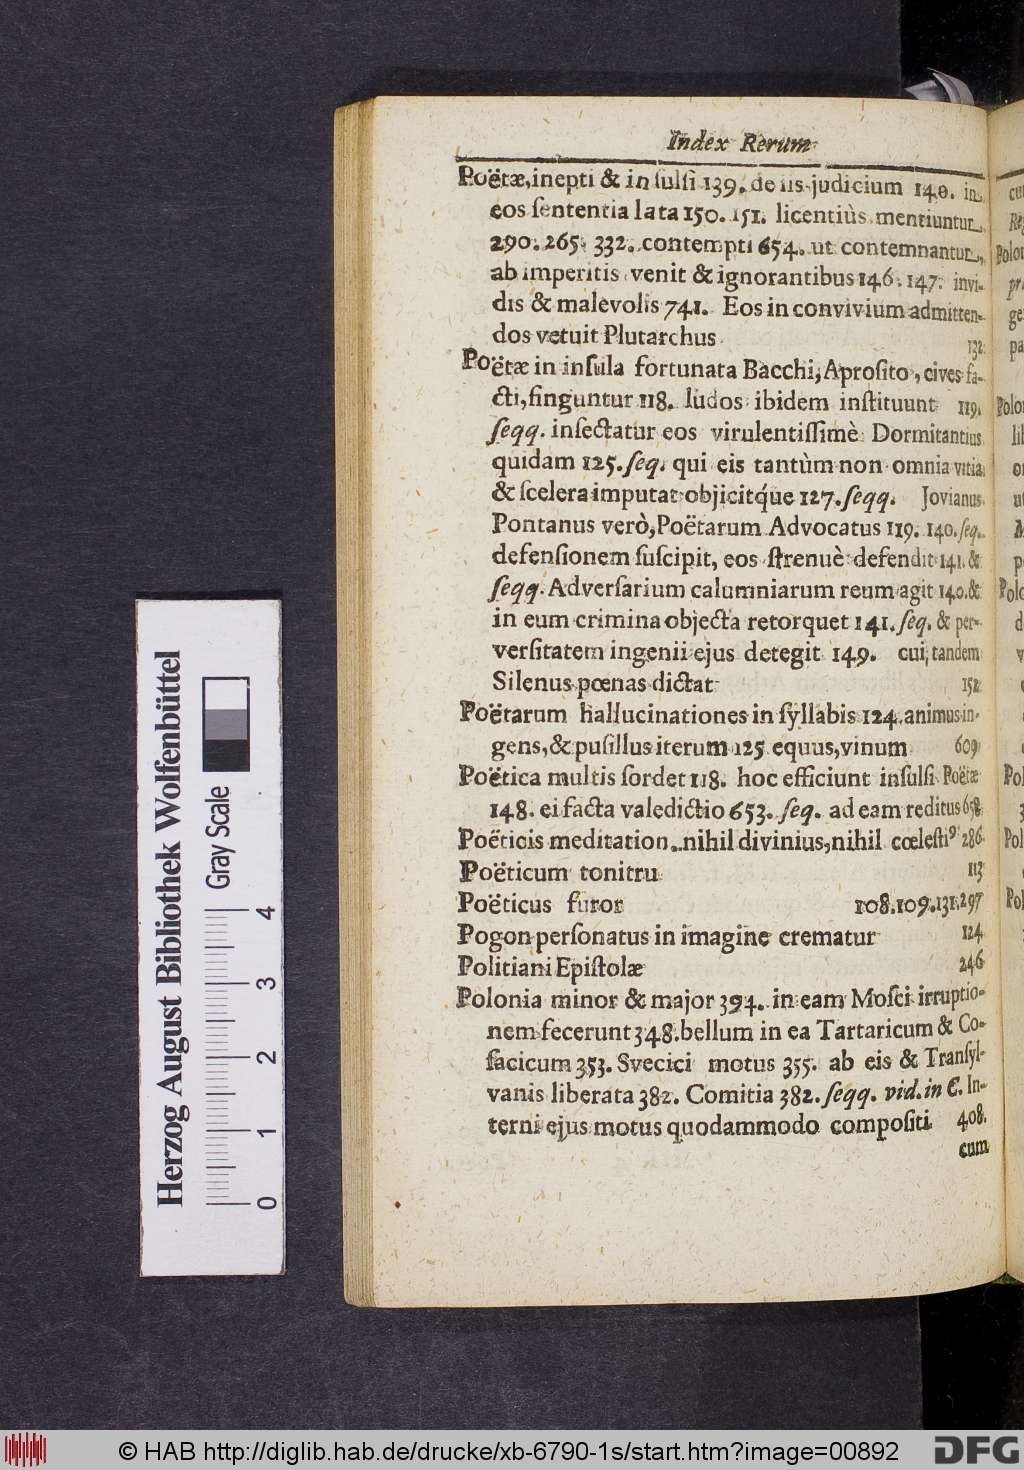 Index Rerum
Poëtæ, inepti & in ſulſi 139. de iis judicium 140. in
eos ſententia lata 150. 151. licentiùs mentiuntur
290. 265. 332. contempti 654. ut contemnantur,
ab imperitis venit & ignorantibus 146. 147. invi-
dis & malevolis 741. Eos in convivium admitten-
dos vetuit Plutarchus 132
Poëtæ in inſula fortunata Bacchi, Aproſito, cives fa-
cti, finguntur 118. ludos ibidem inſtituunt 119.
ſeqq. inſectatur eos virulentiſſimè Dormitantius
quidam 125. ſeq. qui eis tantùm non omnia vitia
& ſcelera imputat objicitq́ue 127. ſeqq. Jovianus
Pontanus verò, Poëtarum Advocatus 119. 140. ſeq.
defenſionem ſuſcipit, eos ſtrenuè defendit 141. &
ſeqq. Adverſarium calumniarum reum agit 140. &
in eum crimina objecta retorquet 141. ſeq. & per-
verſitatem ingenii ejus detegit 149. cui, tandem
Silenus pœnas dictat 152
Poëtarum hallucinationes in ſyllabis 124. animus in-
gens, & puſillus iterum 125 equus, vinum 609
Poëtica multis ſordet 118. hoc efficiunt inſulſi Poëtæ
148. ei facta valedictio 653. ſeq. ad eam reditus 658
Poëticis meditation. nihil divinius, nihil cœleſtiꝰ 286
Poëticum tonitru 113
Poëticus furor 108. 109. 131. 297
Pogon perſonatus in imagine crematur 124
Politiani Epiſtolæ 246
Polonia minor & major 394. in eam Moſci irruptio-
nem fecerunt 348. bellum in ea Tartaricum & Co-
ſacicum 353. Svecici motus 355. ab eis & Tranſyl-
vanis liberata 382. Comitia 382. ſeqq. vid. in C. In-
terni ejus motus quodammodo compoſiti 408.
cum
Herzog August Bibliothek Wolfenbüttel
Gray Scale
0 1 2 3 4
© HAB http://diglib.hab.de/drucke/xb-6790-1s/start.htm?image=00892
DFG